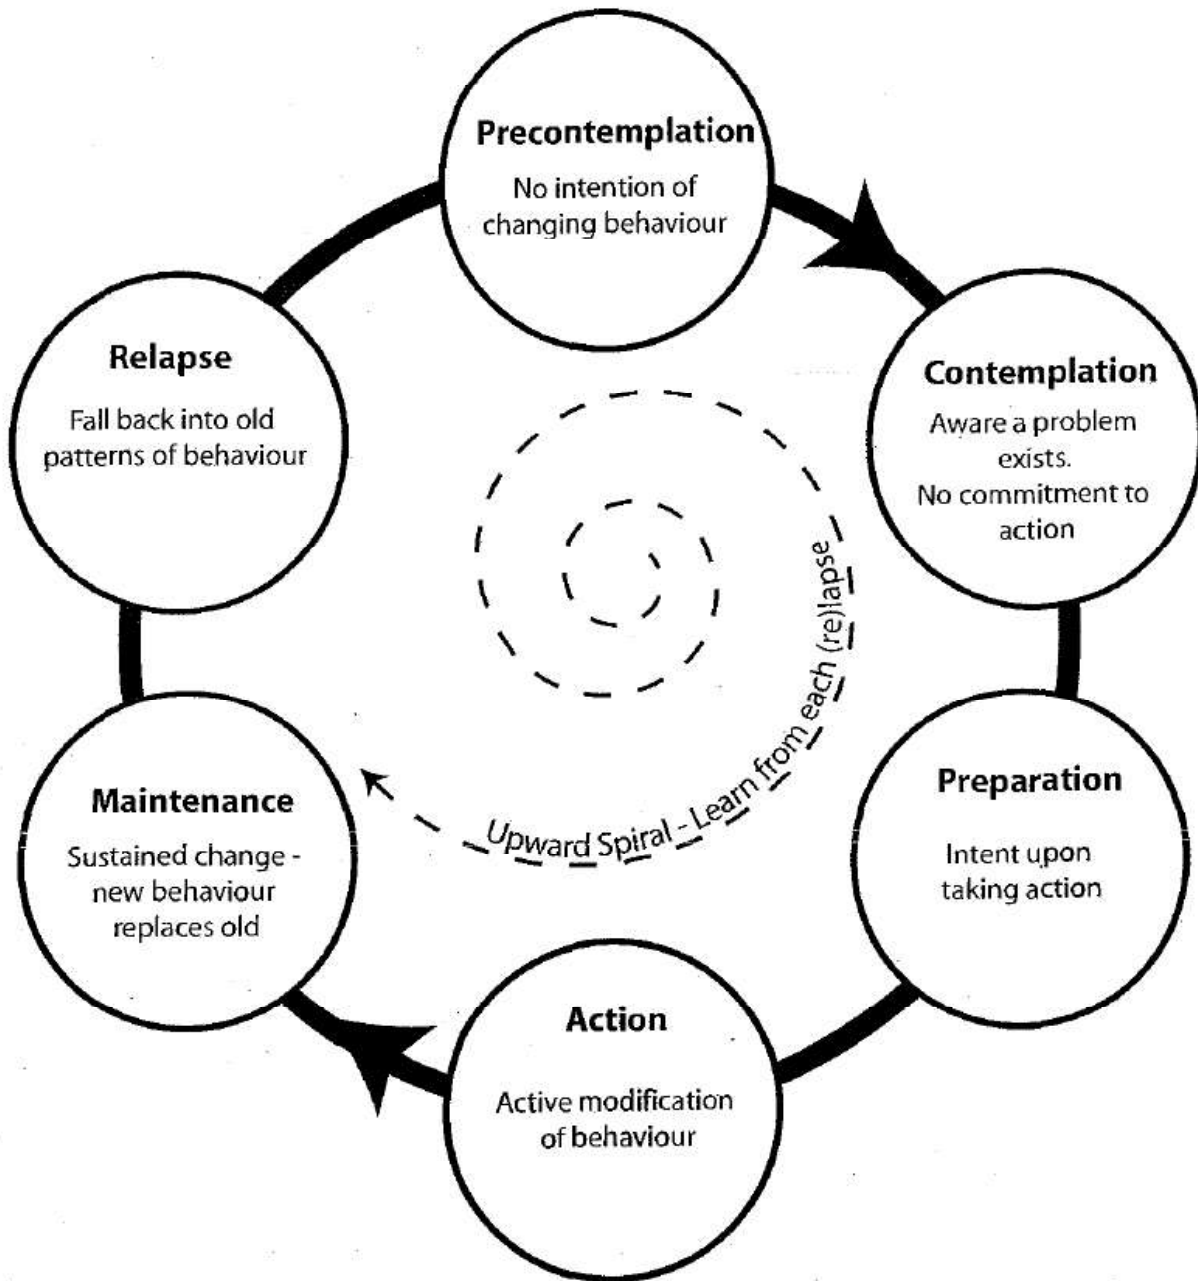 Precontemplation
No intention of
changing behaviour
Contemplation
Aware a problem
exists.
No commitment to
action
Preparation
Intent upon
taking action
Action
Active modification
of behaviour
Maintenance
Sustained change -
new behaviour
replaces old
Relapse
Fall back into old
patterns of behaviour
Upward Spiral - Learn from each (re)lapse